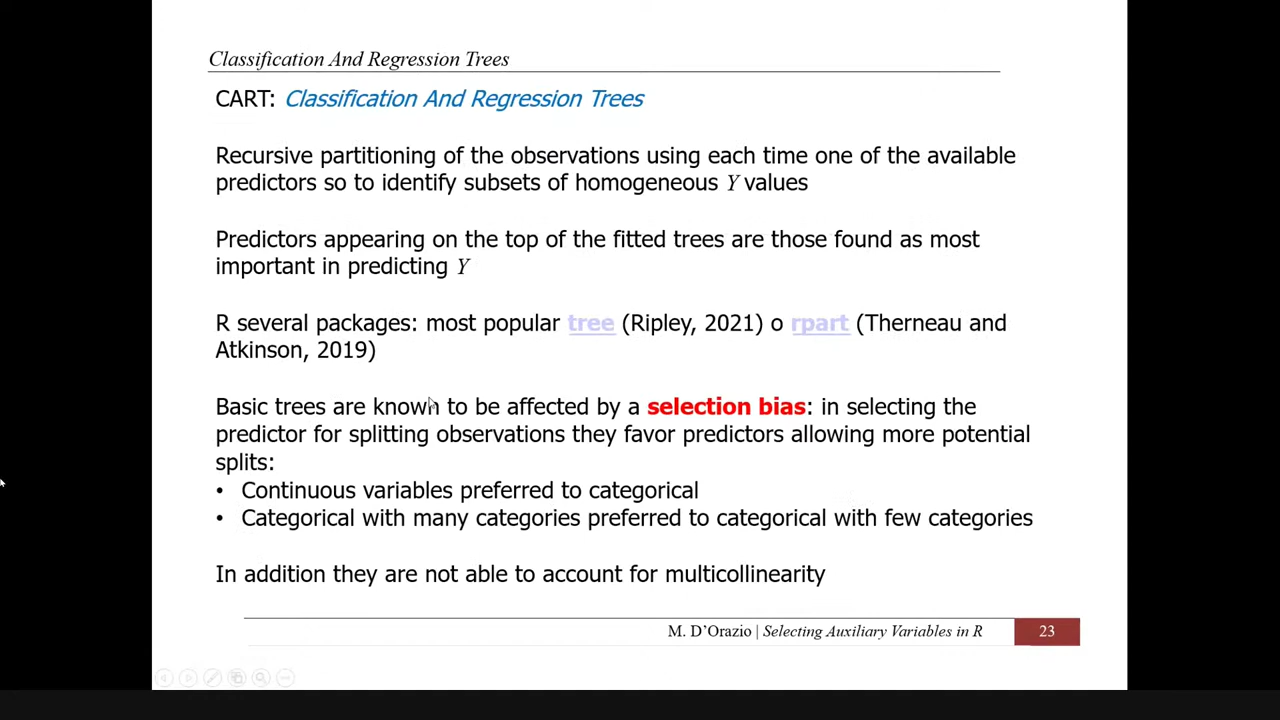 Classification And Regression Trees
CART: Classification And Regression Trees
Recursive partitioning of the observations using each time one of the available
predictors so to identify subsets of homogeneous Y values
Predictors appearing on the top of the fitted trees are those found as most
important in predicting Y
R several packages: most popular tree (Ripley, 2021) o rpart (Therneau and
Atkinson, 2019)
Basic trees are known to be affected by a selection bias: in selecting the
predictor for splitting observations they favor predictors allowing more potential
splits:
• Continuous variables preferred to categorical
• Categorical with many categories preferred to categorical with few categories
In addition they are not able to account for multicollinearity
M. D'Orazio | Selecting Auxiliary Variables in R 23